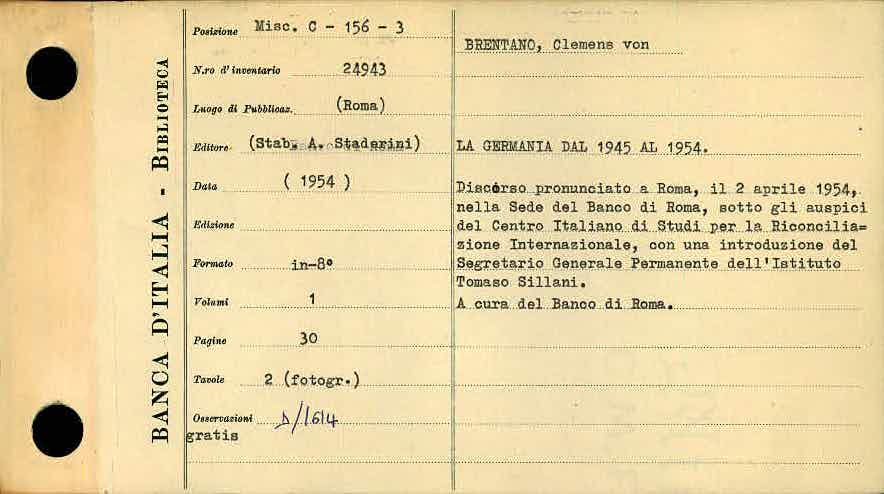 BANCA D'ITALIA - BIBLIOTECA
Posizione Misc. C - 156 - 3
N.ro d'inventario 24943
Luogo di Pubblicaz. (Roma)
Editore (Stab. A. Staderini)
Data ( 1954 )
Edizione
Formato in-8°
Volumi 1
Pagine 30
Tavole 2 (fotogr.)
Osservazioni D/1614
gratis
BRENTANO, Clemens von
LA GERMANIA DAL 1945 AL 1954.
Discorso pronunciato a Roma, il 2 aprile 1954,
nella Sede del Banco di Roma, sotto gli auspici
del Centro Italiano di Studi per la Riconcilia=
zione Internazionale, con una introduzione del
Segretario Generale Permanente dell'Istituto
Tomaso Sillani.
A cura del Banco di Roma.